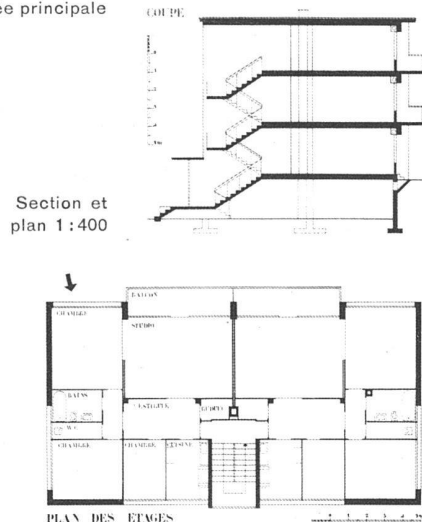 ée principale
COUPE
Section et
plan 1:400
BALCON
CHAMBRE
STUDIO
BAINS
VESTIBULE
REDUIT
W.C.
CHAMBRE
CHAMBRE
CUISINE
PLAN DES ETAGES